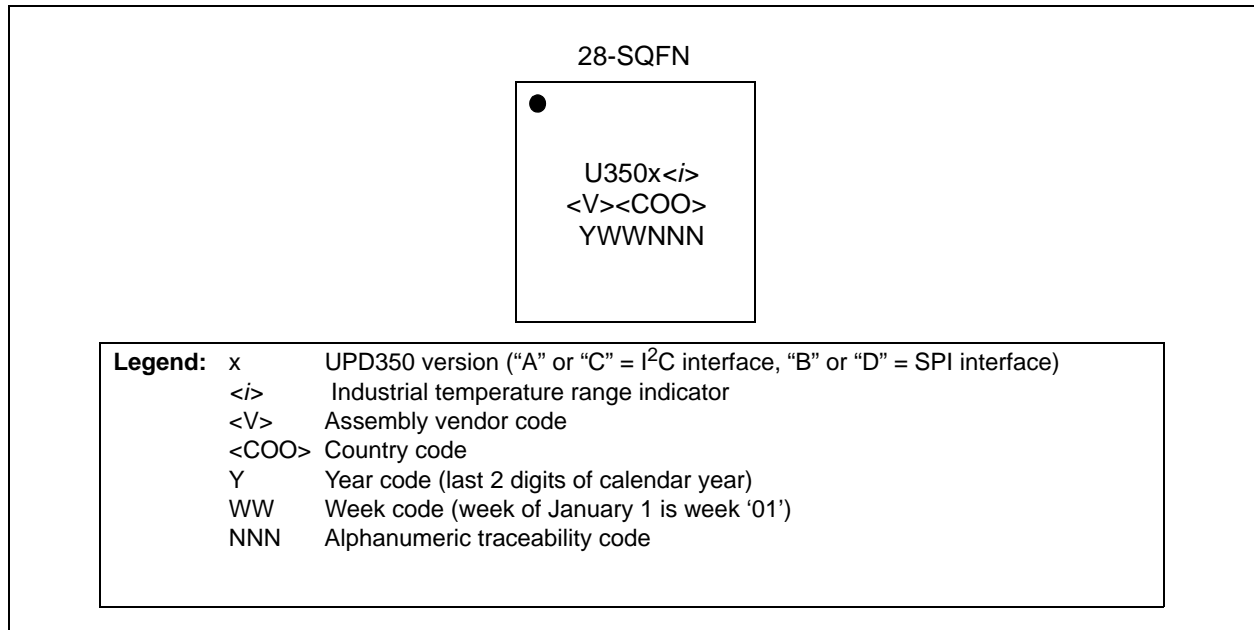 28-SQFN
U350x<i>
<V><COO>
YWWNNN
Legend: x UPD350 version (“A” or “C” = I²C interface, “B” or “D” = SPI interface)
<i> Industrial temperature range indicator
<V> Assembly vendor code
<COO> Country code
Y Year code (last 2 digits of calendar year)
WW Week code (week of January 1 is week ‘01’)
NNN Alphanumeric traceability code